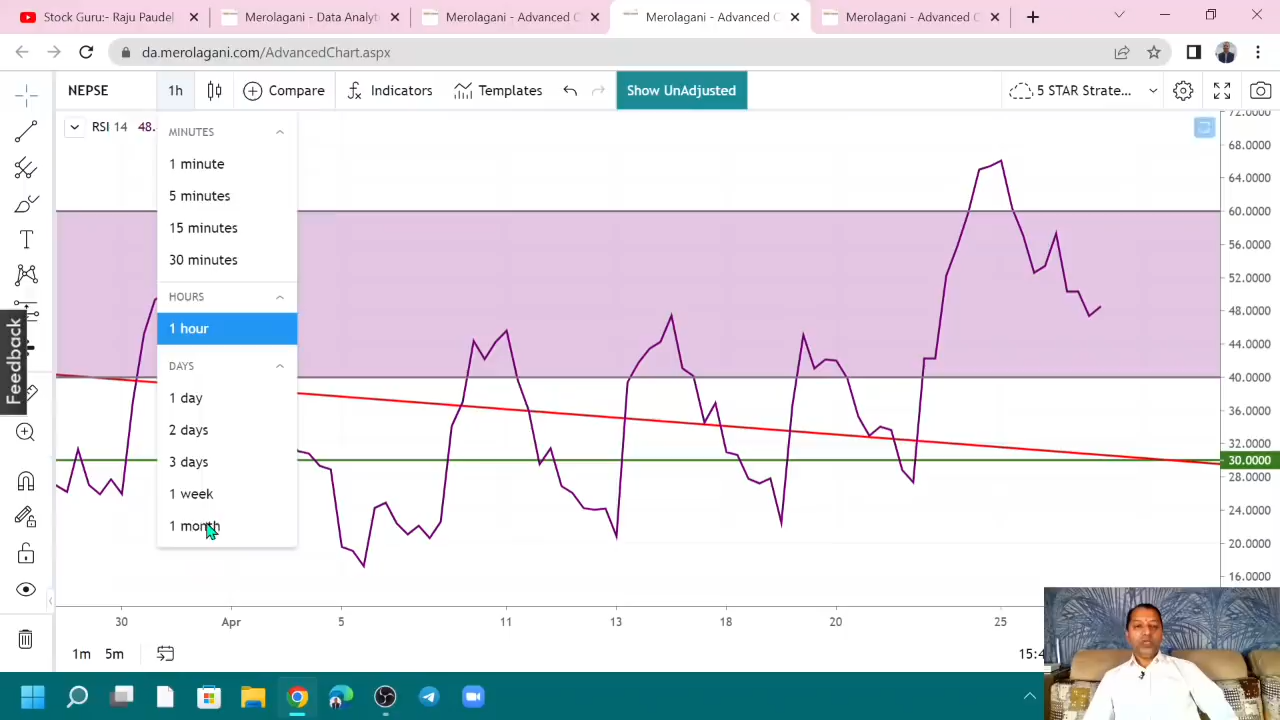 Stock Guru:- Raju Paudel
Merolagani - Data Analyt
Merolagani - Advanced C
Merolagani - Advanced C
Merolagani - Advanced C
da.merolagani.com/AdvancedChart.aspx
NEPSE
1h
Compare
Indicators
Templates
Show UnAdjusted
5 STAR Strate...
RSI 14 48.
MINUTES
1 minute
5 minutes
15 minutes
30 minutes
HOURS
1 hour
DAYS
1 day
2 days
3 days
1 week
1 month
Feedback
72.0000
68.0000
64.0000
60.0000
56.0000
52.0000
48.0000
44.0000
40.0000
36.0000
32.0000
30.0000
28.0000
24.0000
20.0000
16.0000
30 Apr 5 11 13 18 20 25
1m 5m
15:4